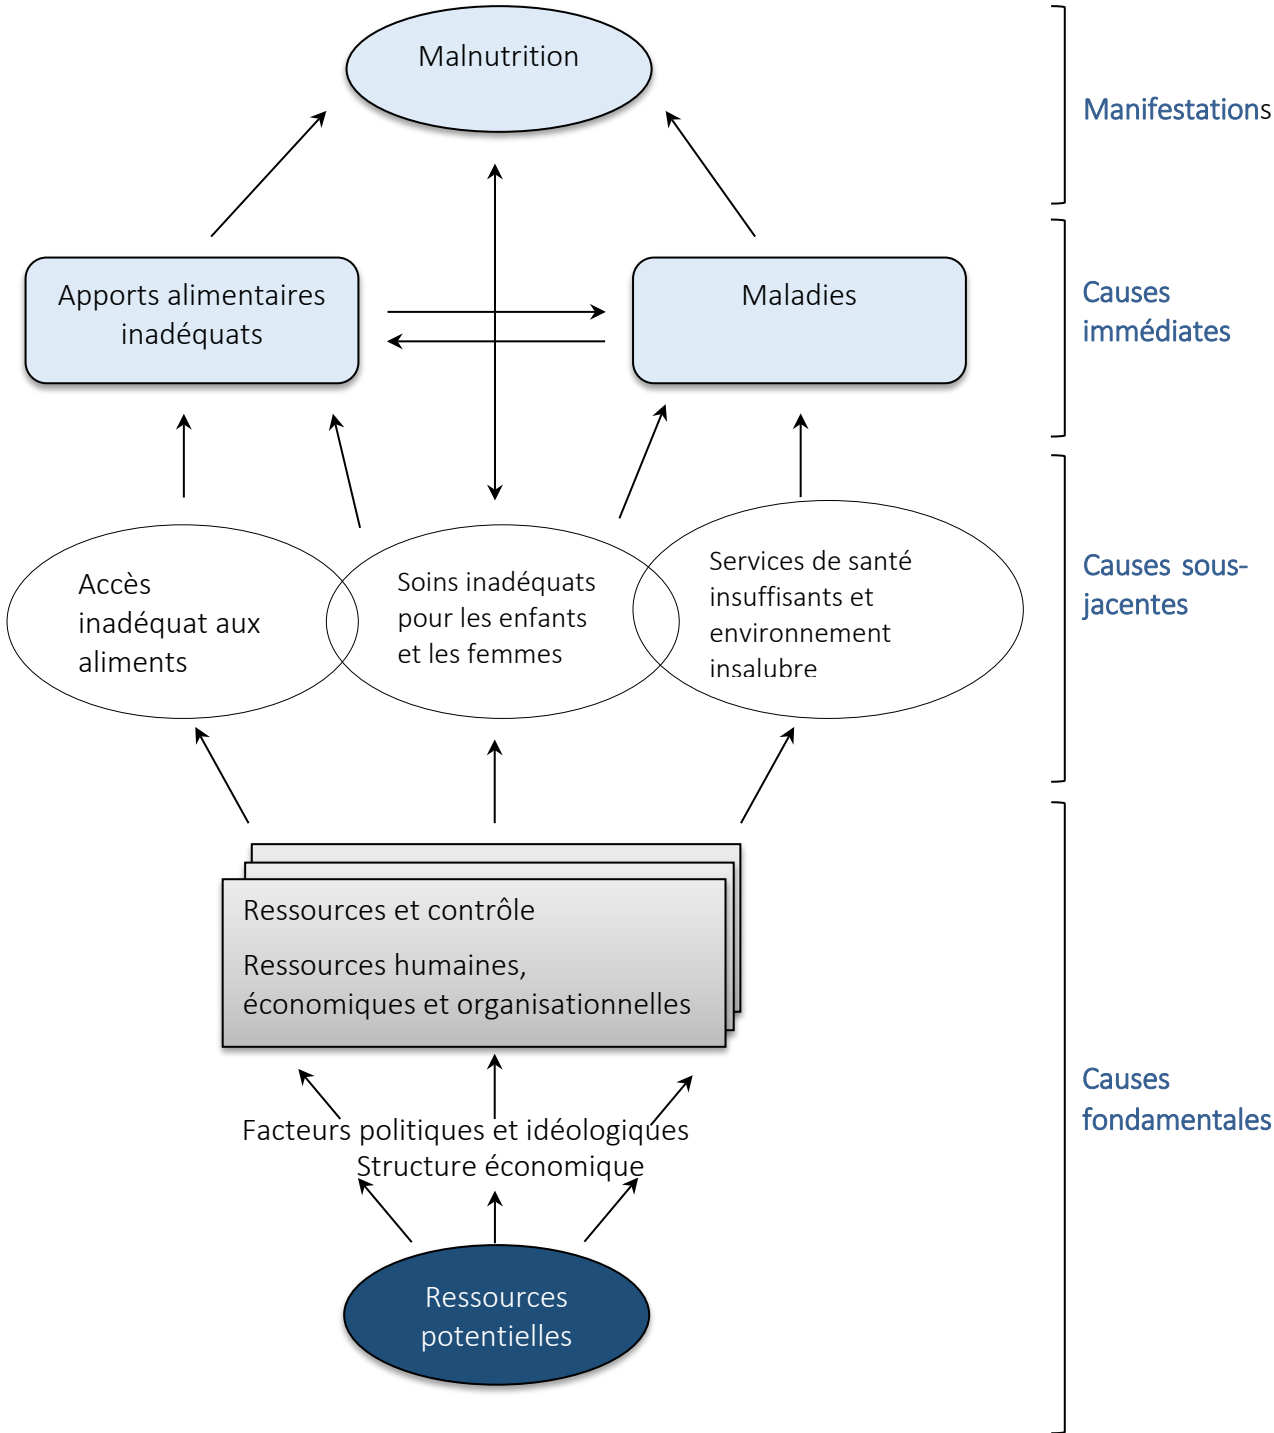 Malnutrition
Manifestations
Apports alimentaires
inadéquats
Maladies
Causes
immédiates
Accès
inadéquat aux
aliments
Soins inadéquats
pour les enfants
et les femmes
Services de santé
insuffisants et
environnement
insalubre
Causes sous-
jacentes
Ressources et contrôle
Ressources humaines,
économiques et organisationnelles
Facteurs politiques et idéologiques
Structure économique
Causes
fondamentales
Ressources
potentielles